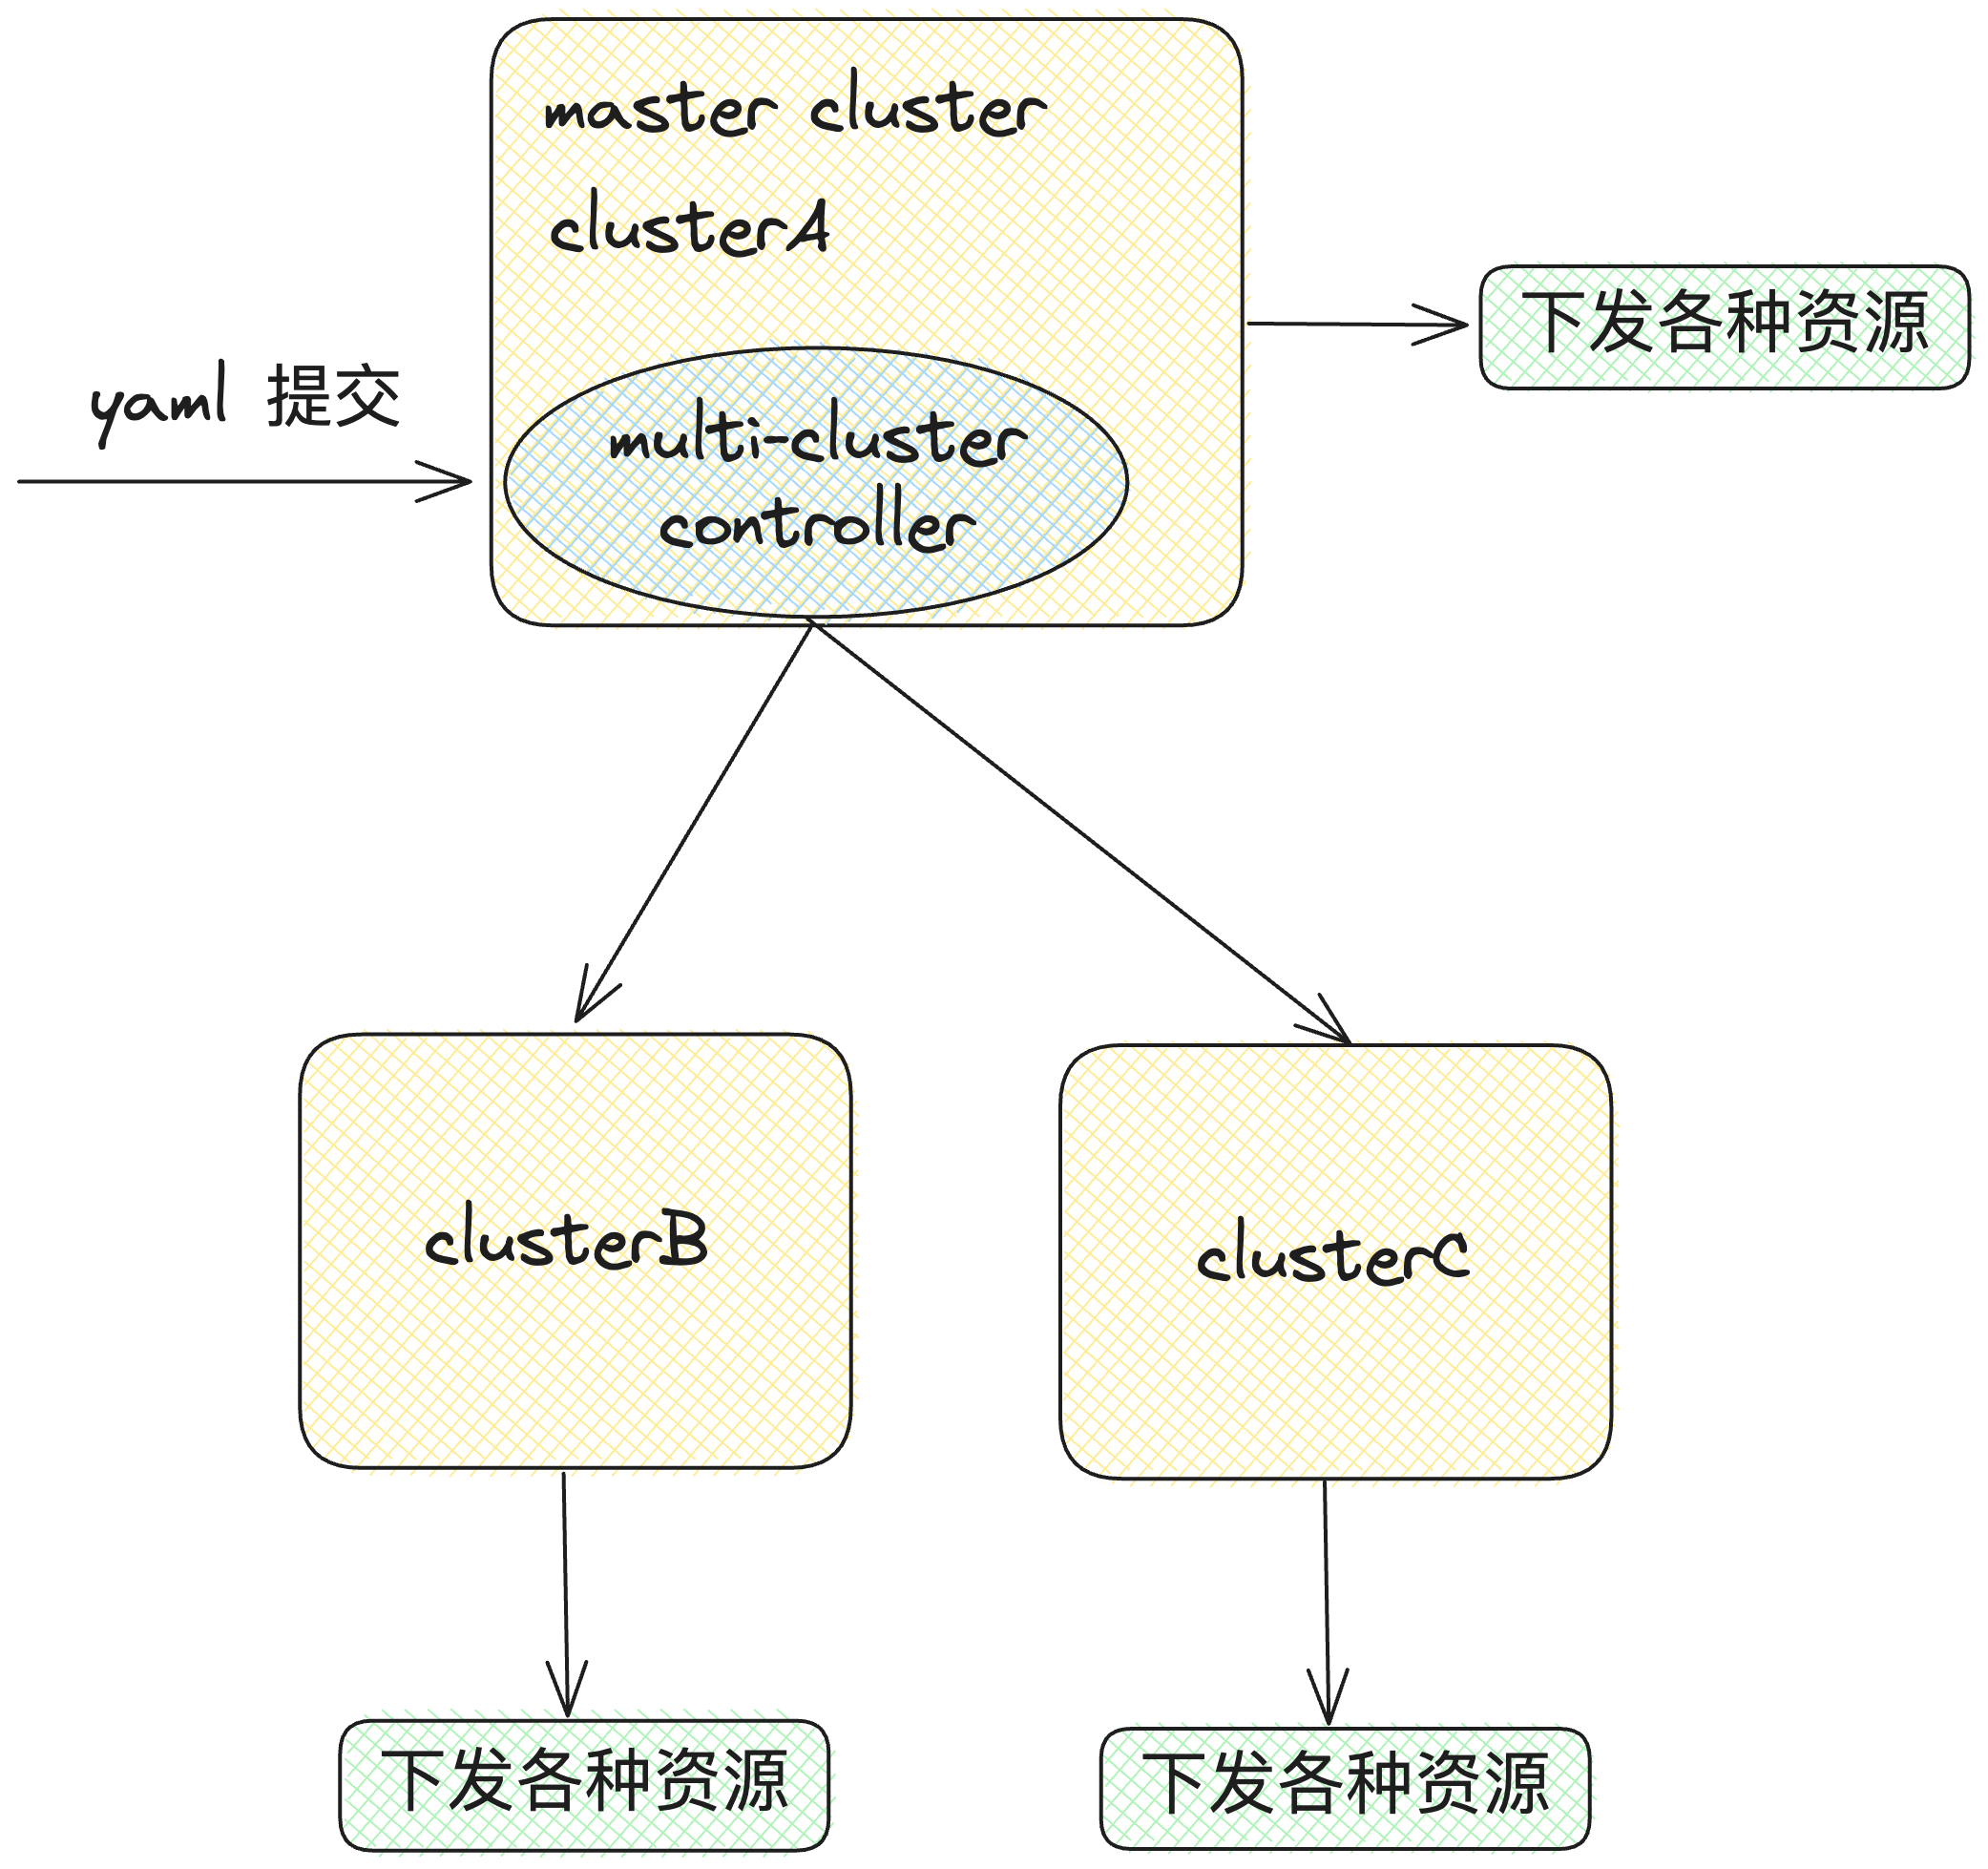 master cluster
clusterA
下发各种资源
yaml 提交
multi-cluster
controller
clusterB
clusterC
下发各种资源
下发各种资源